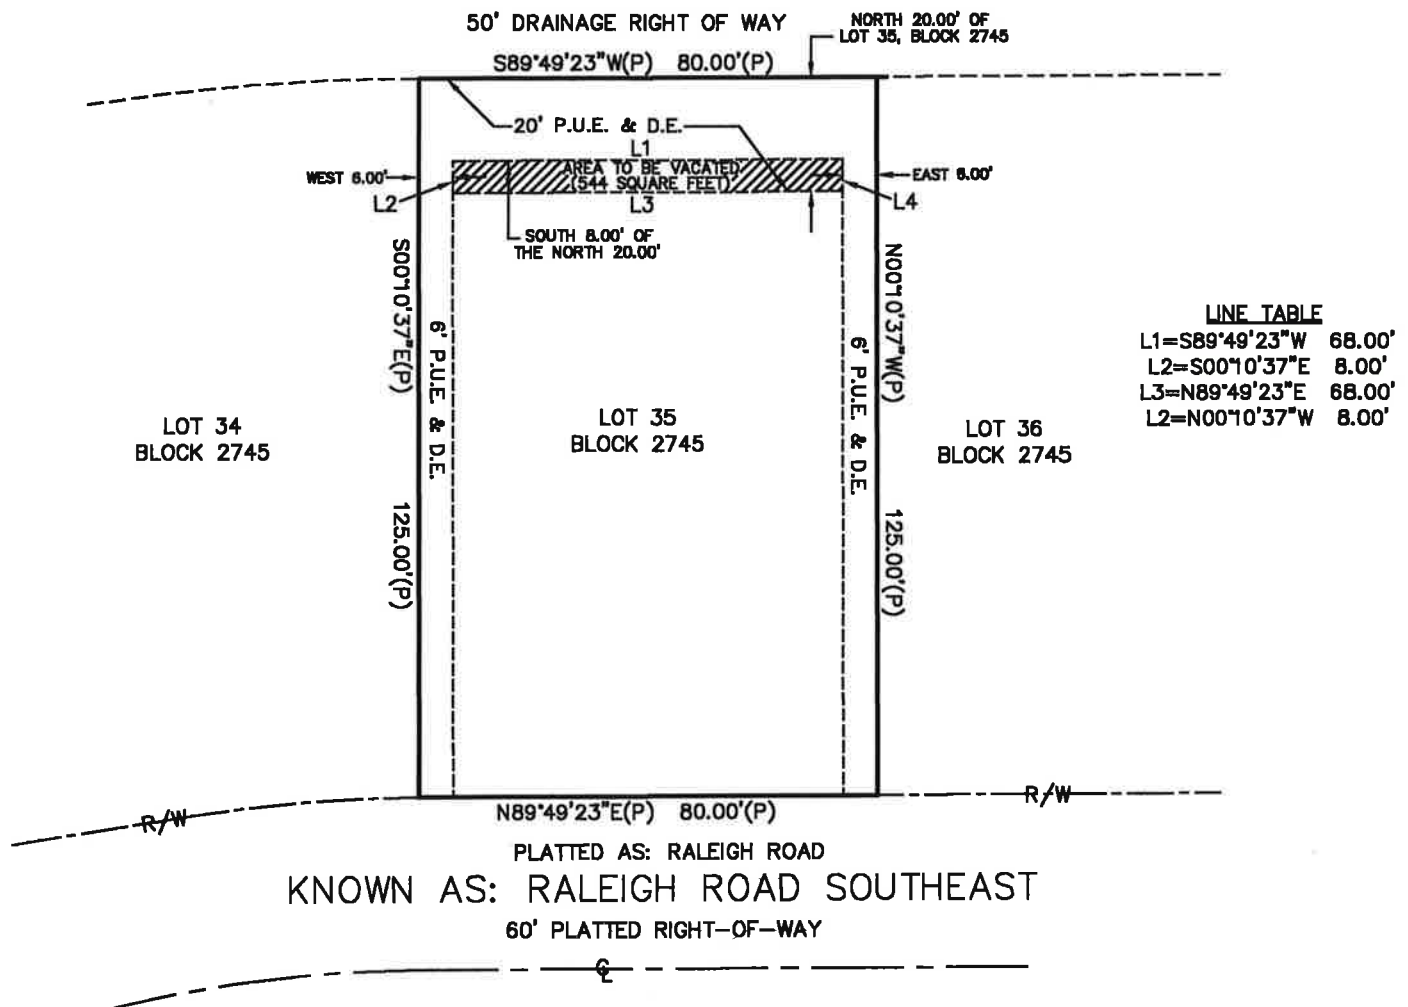 50' DRAINAGE RIGHT OF WAY
NORTH 20.00' OF
LOT 35, BLOCK 2745
S89°49'23"W(P) 80.00'(P)
20' P.U.E. & D.E.
L1
AREA TO BE VACATED
(544 SQUARE FEET)
WEST 6.00'
EAST 6.00'
L2
L3
L4
SOUTH 8.00' OF
THE NORTH 20.00'
S00°10'37"E(P) 125.00'(P)
6' P.U.E. & D.E.
6' P.U.E. & D.E.
N00°10'37"W(P) 125.00'(P)
LINE TABLE
L1=S89°49'23"W 68.00'
L2=S00°10'37"E 8.00'
L3=N89°49'23"E 68.00'
L2=N00°10'37"W 8.00'
LOT 34
BLOCK 2745
LOT 35
BLOCK 2745
LOT 36
BLOCK 2745
R/W
R/W
N89°49'23"E(P) 80.00'(P)
PLATTED AS: RALEIGH ROAD
KNOWN AS: RALEIGH ROAD SOUTHEAST
60' PLATTED RIGHT-OF-WAY
℄